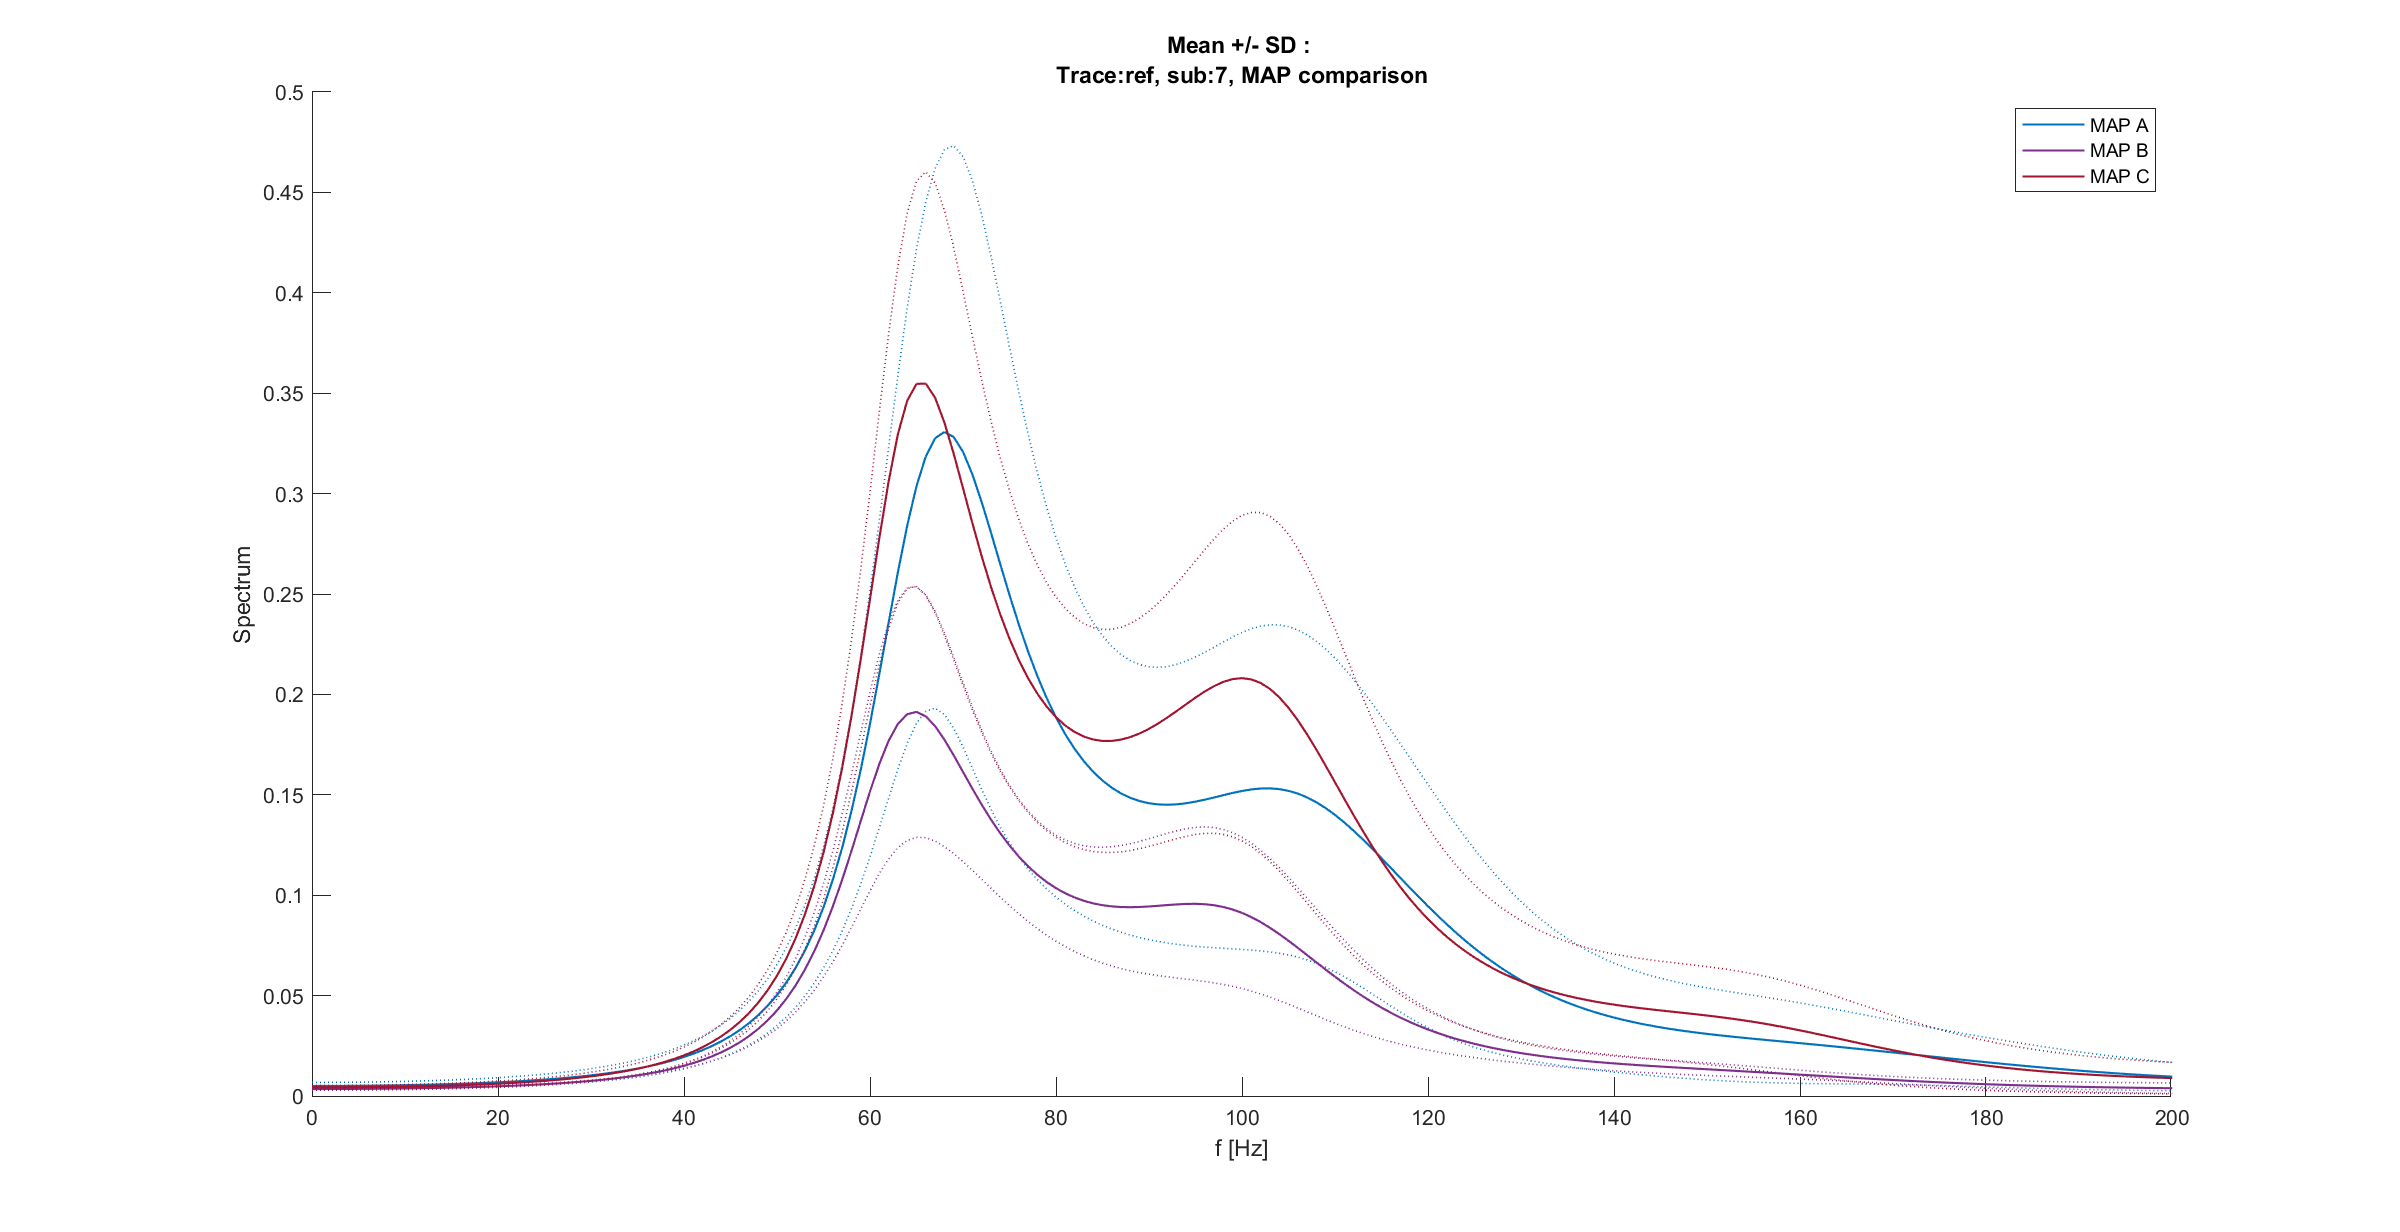 Mean +/- SD :
Trace:ref, sub:7, MAP comparison
0.5
0.45
0.4
0.35
0.3
0.25
0.2
0.15
0.1
0.05
0
Spectrum
MAP A
MAP B
MAP C
0 20 40 60 80 100 120 140 160 180 200
f [Hz]